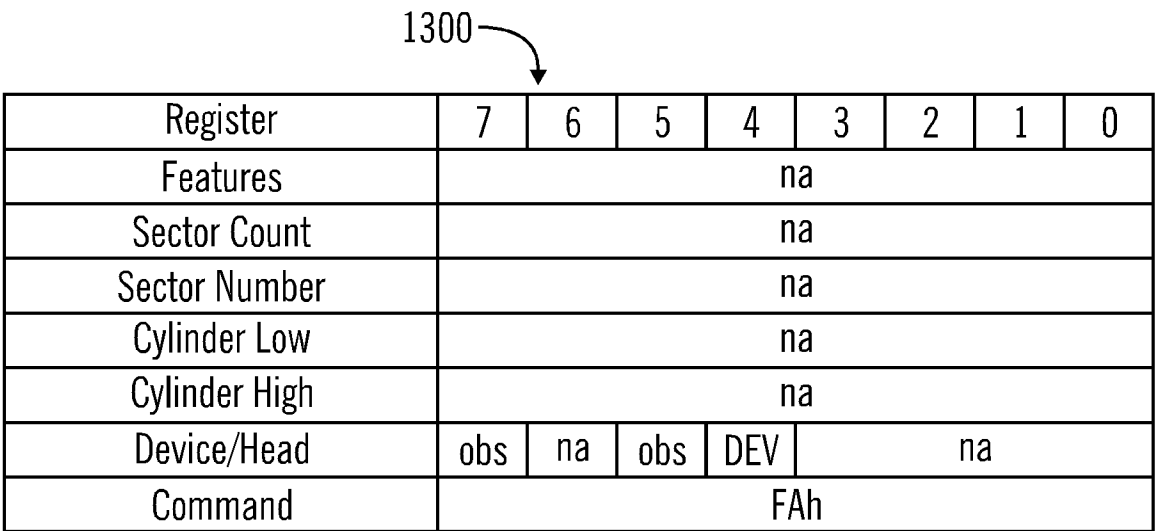 1300
Register 7 6 5 4 3 2 1 0
Features na
Sector Count na
Sector Number na
Cylinder Low na
Cylinder High na
Device/Head obs na obs DEV na
Command FAh